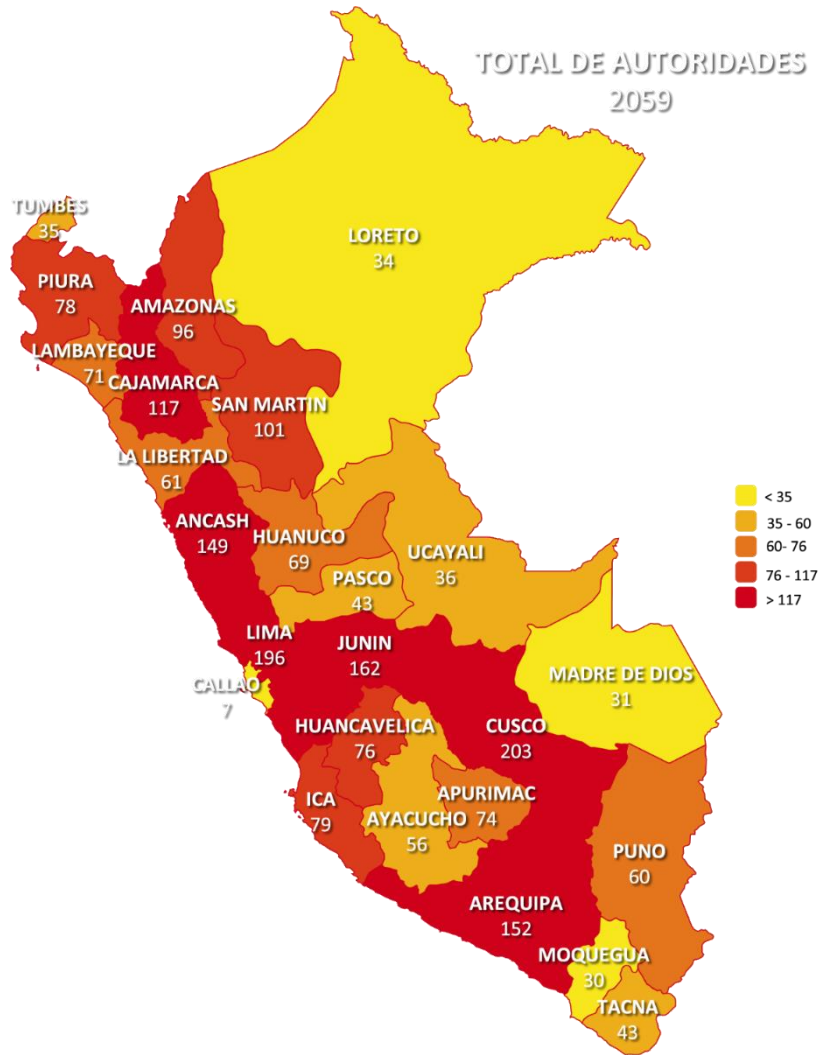 TOTAL DE AUTORIDADES
2059
TUMBES
35
LORETO
34
PIURA
78
AMAZONAS
96
LAMBAYEQUE
71
CAJAMARCA
117
SAN MARTIN
101
LA LIBERTAD
61
ANCASH
149
HUANUCO
69
UCAYALI
36
PASCO
43
< 35
35 - 60
60- 76
76 - 117
> 117
LIMA
196
JUNIN
162
CALLAO
7
MADRE DE DIOS
31
HUANCAVELICA
76
CUSCO
203
ICA
79
APURIMAC
74
AYACUCHO
56
PUNO
60
AREQUIPA
152
MOQUEGUA
30
TACNA
43